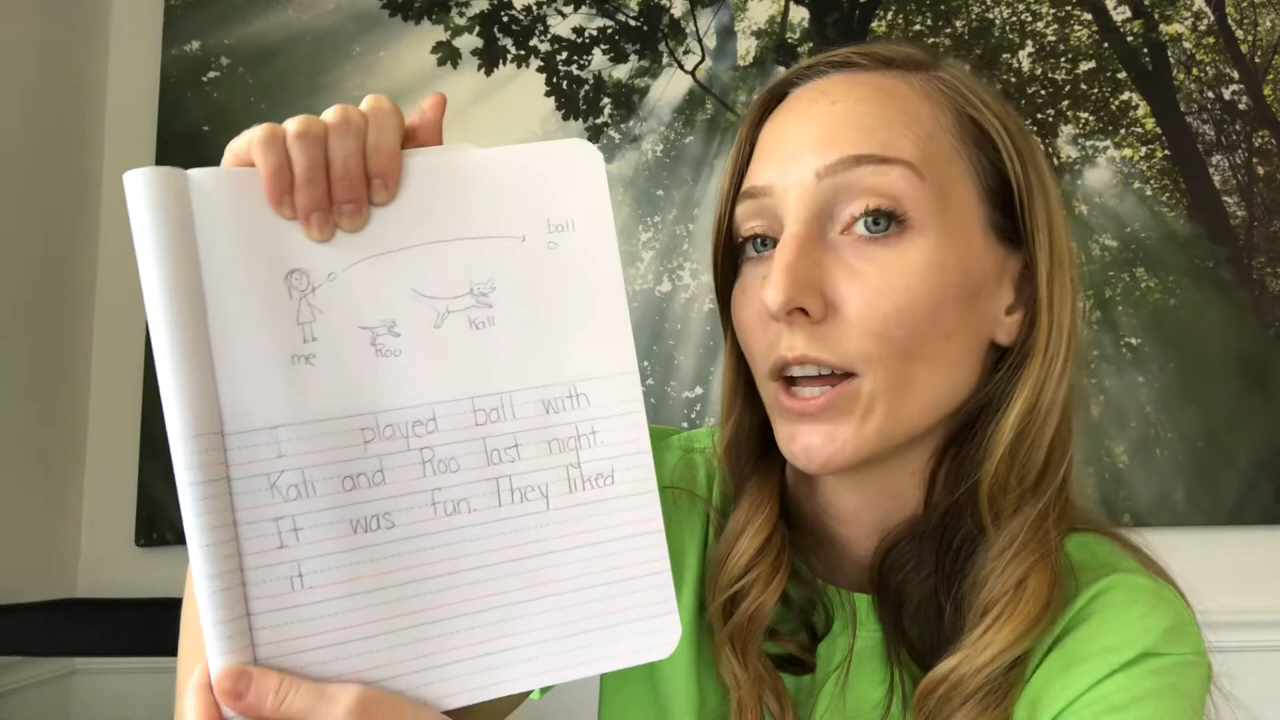 ball
Kali
Roo
me
I played ball with
Kali and Roo last night.
It was fun. They liked
it.